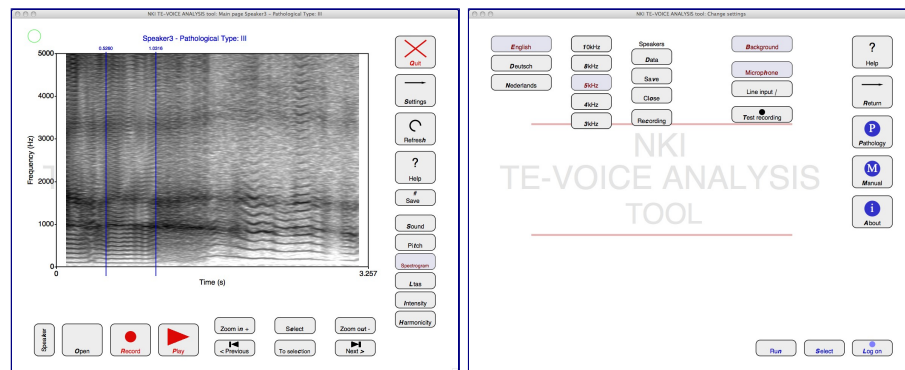 NKI TE-VOICE ANALYSIS tool: Main page Speaker3 - Pathological Type: III
Speaker3 - Pathological Type: III
0.5260 1.0318
5000
4000
3000
2000
1000
0
Frequency (Hz)
0
3.257
Time (s)
Quit
Settings
Refresh
?
Help
#
Save
Sound
Pitch
Spectrogram
Ltas
Intensity
Harmonicity
Speaker
Open
Record
Play
Zoom in +
Select
Zoom out -
< Previous
To selection
Next >
NKI TE-VOICE ANALYSIS tool: Change settings
English
Deutsch
Nederlands
10kHz
8kHz
5kHz
4kHz
3kHz
Speakers
Data
Save
Close
Recording
Background
Microphone
Line input /
Test recording
?
Help
Return
P
Pathology
M
Manual
i
About
NKI
TE-VOICE ANALYSIS
TOOL
Run
Select
Log on